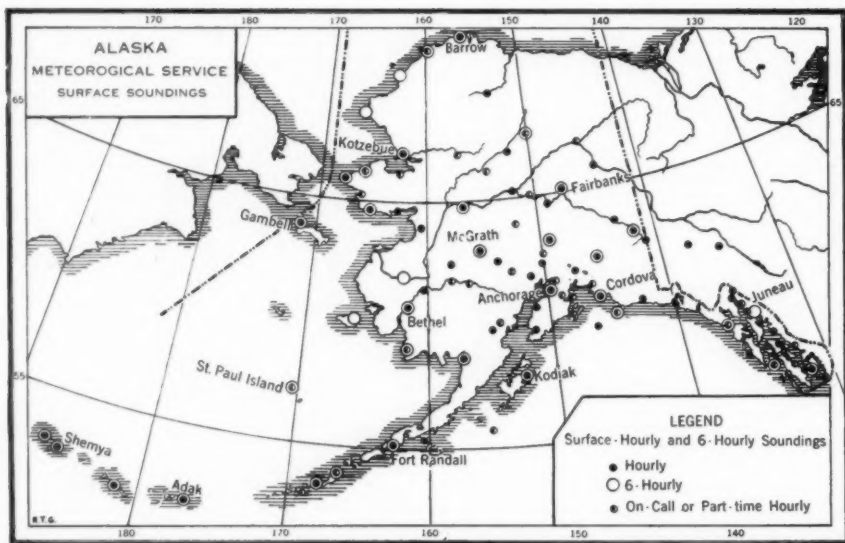 170
180
170
160
150
140
130
120
ALASKA
METEOROGICAL SERVICE
SURFACE SOUNDINGS
Barrow
65
65
Kotzebue
Fairbanks
Gambell
McGrath
Anchorage
Cordova
Juneau
Bethel
St. Paul Island
Kodiak
55
55
Shemya
Adak
Fort Randall
LEGEND
Surface-Hourly and 6-Hourly Soundings
Hourly
6-Hourly
On-Call or Part-time Hourly
R.T.G.
180
170
160
150
140